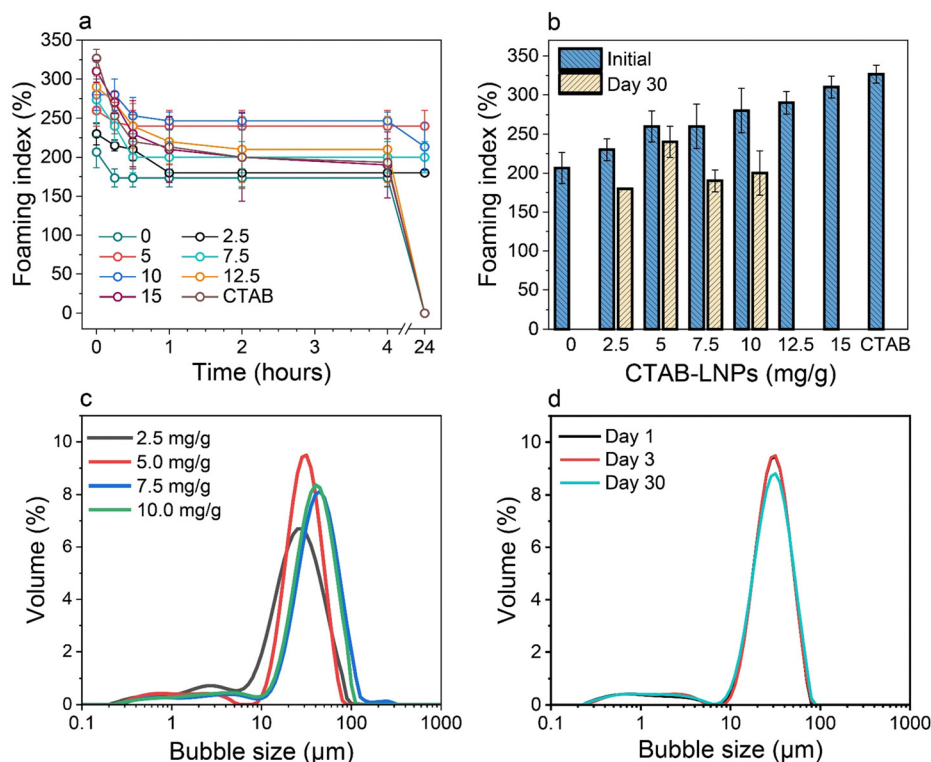 a
Foaming index (%)
350
300
250
200
150
100
50
0
0 2.5
5 7.5
10 12.5
15 CTAB
0 1 2 3 4 24
Time (hours)
b
Foaming index (%)
350
300
250
200
150
100
50
0
Initial
Day 30
0 2.5 5 7.5 10 12.5 15 CTAB
CTAB-LNPs (mg/g)
c
Volume (%)
10
8
6
4
2
0
2.5 mg/g
5.0 mg/g
7.5 mg/g
10.0 mg/g
0.1 1 10 100 1000
Bubble size (μm)
d
Volume (%)
10
8
6
4
2
0
Day 1
Day 3
Day 30
0.1 1 10 100 1000
Bubble size (μm)